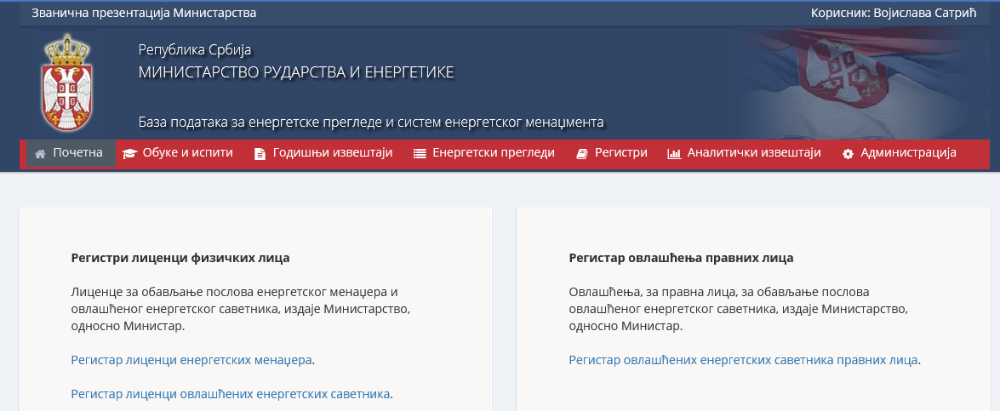 Званична презентација Министарства
Корисник: Војислава Сатрић
Република Србија
МИНИСТАРСТВО РУДАРСТВА И ЕНЕРГЕТИКЕ
База података за енергетске прегледе и систем енергетског менаџмента
Почетна Обуке и испити Годишњи извештаји Енергетски прегледи Регистри Аналитички извештаји Администрација
Регистри лиценци физичких лица
Лиценце за обављање послова енергетског менаџера и
овлашћеног енергетског саветника, издаје Министарство,
односно Министар.
Регистар лиценци енергетских менаџера.
Регистар лиценци овлашћених енергетских саветника.
Регистар овлашћења правних лица
Овлашћења, за правна лица, за обављање послова
овлашћеног енергетског саветника, издаје Министарство,
односно Министар.
Регистар овлашћених енергетских саветника правних лица.